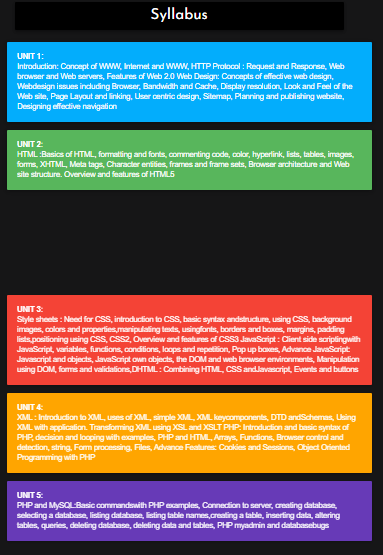 Syllabus
UNIT 1:
Introduction: Concept of WWW, Internet and WWW, HTTP Protocol : Request and Response, Web
browser and Web servers, Features of Web 2.0 Web Design: Concepts of effective web design,
Webdesign issues including Browser, Bandwidth and Cache, Display resolution, Look and Feel of the
Web site, Page Layout and linking, User centric design, Sitemap, Planning and publishing website,
Designing effective navigation
UNIT 2:
HTML :Basics of HTML, formatting and fonts, commenting code, color, hyperlink, lists, tables, images,
forms, XHTML, Meta tags, Character entities, frames and frame sets, Browser architecture and Web
site structure. Overview and features of HTML5
UNIT 3:
Style sheets : Need for CSS, introduction to CSS, basic syntax andstructure, using CSS, background
images, colors and properties,manipulating texts, usingfonts, borders and boxes, margins, padding
lists,positioning using CSS, CSS2, Overview and features of CSS3 JavaScript : Client side scriptingwith
JavaScript, variables, functions, conditions, loops and repetition, Pop up boxes, Advance JavaScript:
Javascript and objects, JavaScript own objects, the DOM and web browser environments, Manipulation
using DOM, forms and validations,DHTML : Combining HTML, CSS andJavascript, Events and buttons
UNIT 4:
XML : Introduction to XML, uses of XML, simple XML, XML keycomponents, DTD andSchemas, Using
XML with application. Transforming XML using XSL and XSLT PHP: Introduction and basic syntax of
PHP, decision and looping with examples, PHP and HTML, Arrays, Functions, Browser control and
detection, string, Form processing, Files, Advance Features: Cookies and Sessions, Object Oriented
Programming with PHP
UNIT 5:
PHP and MySQL:Basic commandswith PHP examples, Connection to server, creating database,
selecting a database, listing database, listing table names,creating a table, inserting data, altering
tables, queries, deleting database, deleting data and tables, PHP myadmin and databasebugs